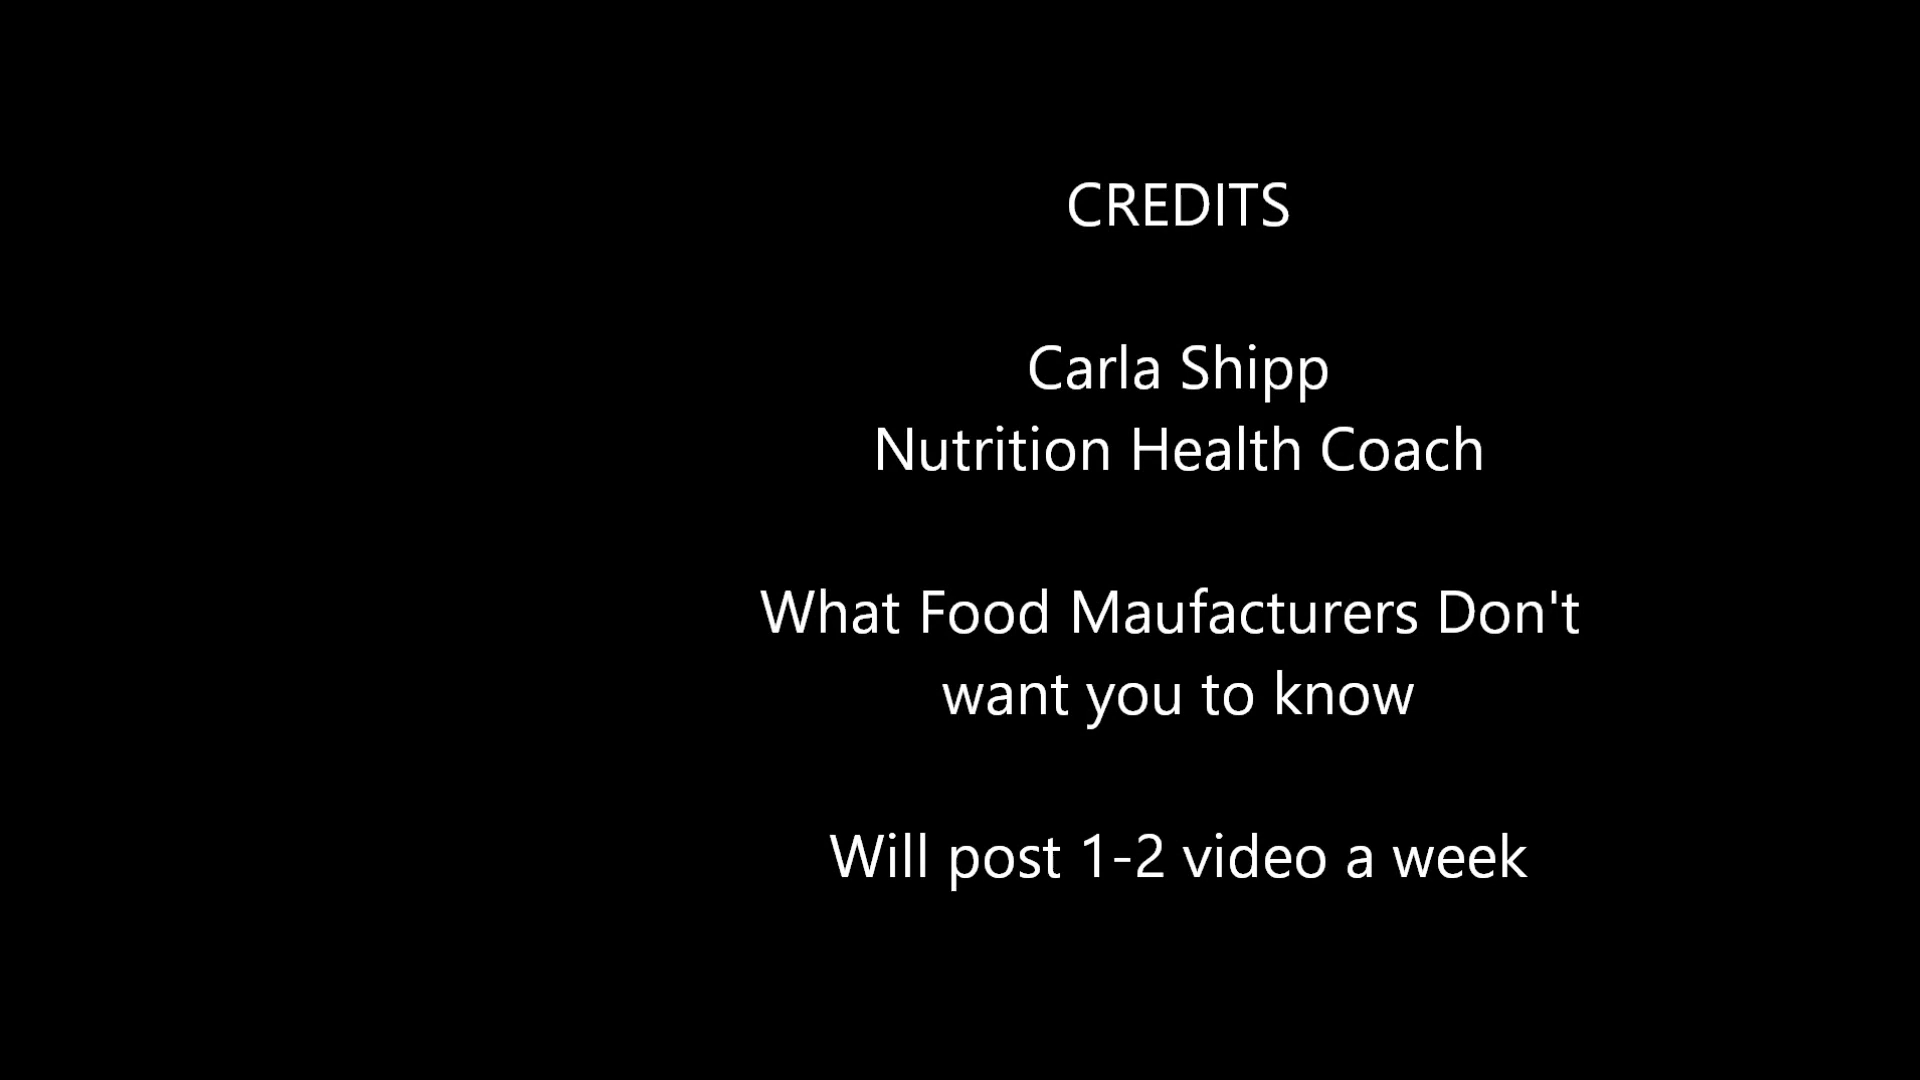 CREDITS
Carla Shipp
Nutrition Health Coach
What Food Maufacturers Don't
want you to know
Will post 1-2 video a week